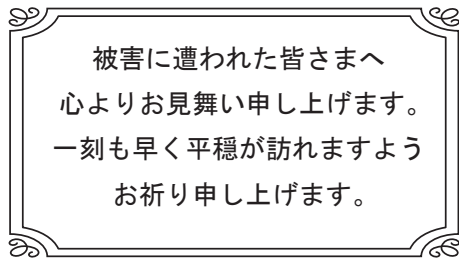 被害に遭われた皆さまへ
心よりお見舞い申し上げます。
一刻も早く平穏が訪れますよう
お祈り申し上げます。